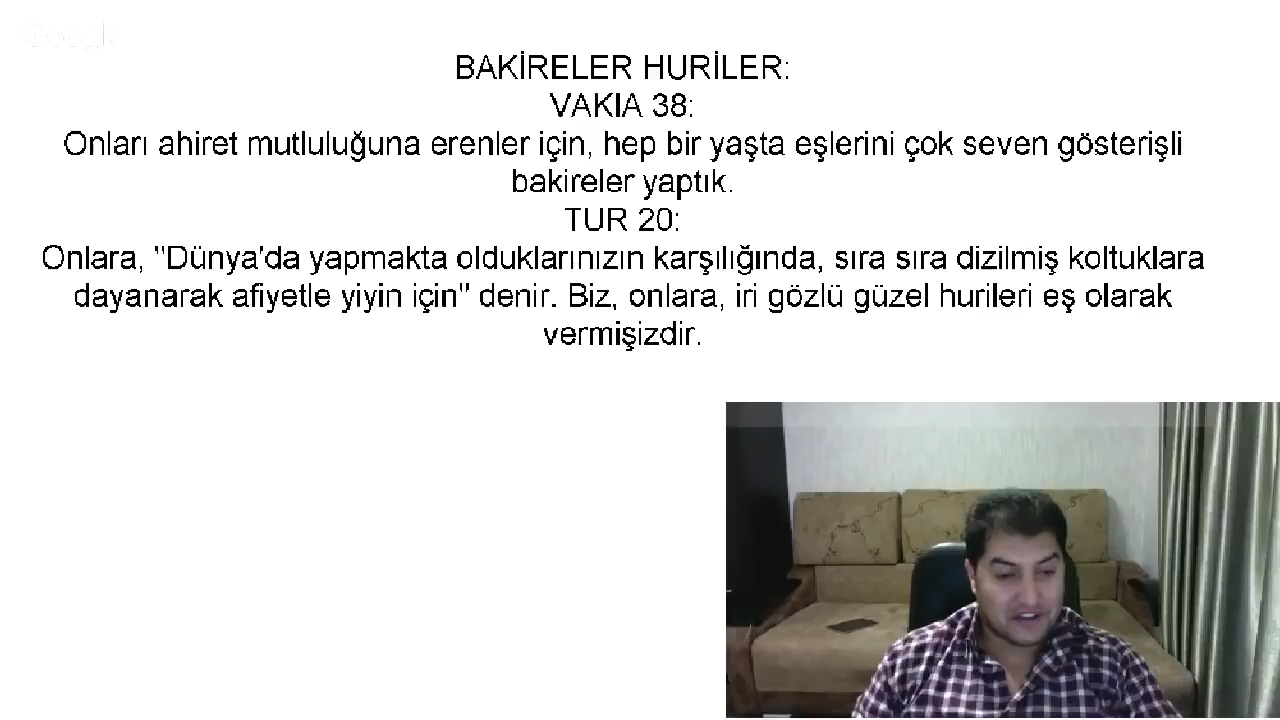 Google
BAKİRELER HURİLER:
VAKIA 38:
Onları ahiret mutluluğuna erenler için, hep bir yaşta eşlerini çok seven gösterişli
bakireler yaptık.
TUR 20:
Onlara, "Dünya'da yapmakta olduklarınızın karşılığında, sıra sıra dizilmiş koltuklara
dayanarak afiyetle yiyin için" denir. Biz, onlara, iri gözlü güzel hurileri eş olarak
vermişizdir.